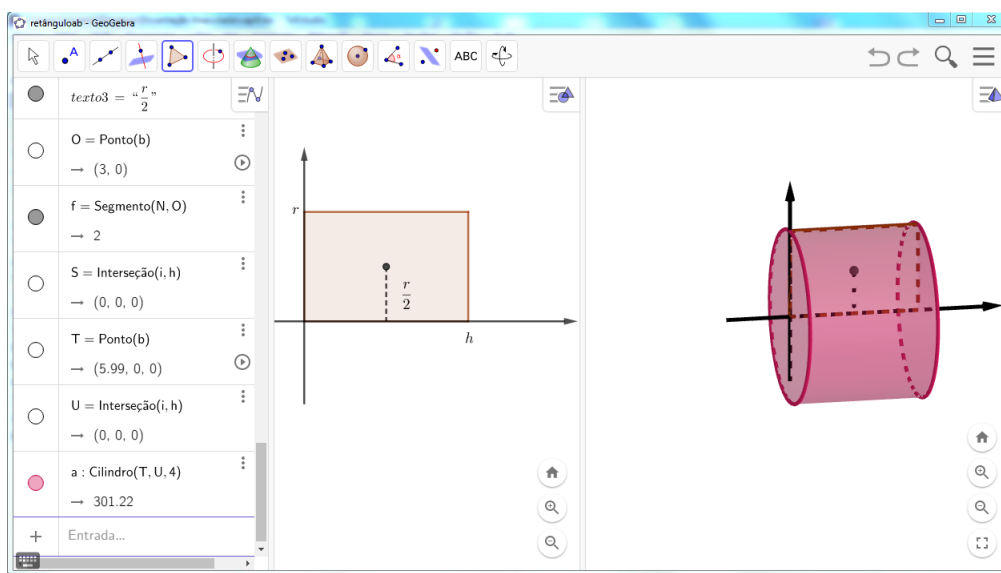 retânguloab - GeoGebra
A
ABC
texto3 = “r/2”
O = Ponto(b)
→ (3, 0)
f = Segmento(N, O)
→ 2
S = Interseção(i, h)
→ (0, 0, 0)
T = Ponto(b)
→ (5.99, 0, 0)
U = Interseção(i, h)
→ (0, 0, 0)
a : Cilindro(T, U, 4)
→ 301.22
+ Entrada...
r
r/2
h